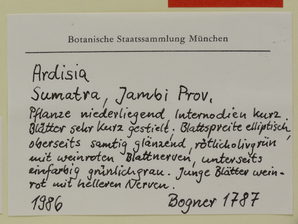 Botanische Staatssammlung München
Ardisia
Sumatra, Jambi Prov.
Pflanze niederliegend, Internodien kurz.
Blätter sehr kurz gestielt. Blattspreite elliptisch,
oberseits samtig glänzend, rötlicholivgrün
mit weinroten Blattnerven, unterseits
einfarbig grünlichgrau. Junge Blätter wein-
rot mit helleren Nerven.
1986 Bogner 1787